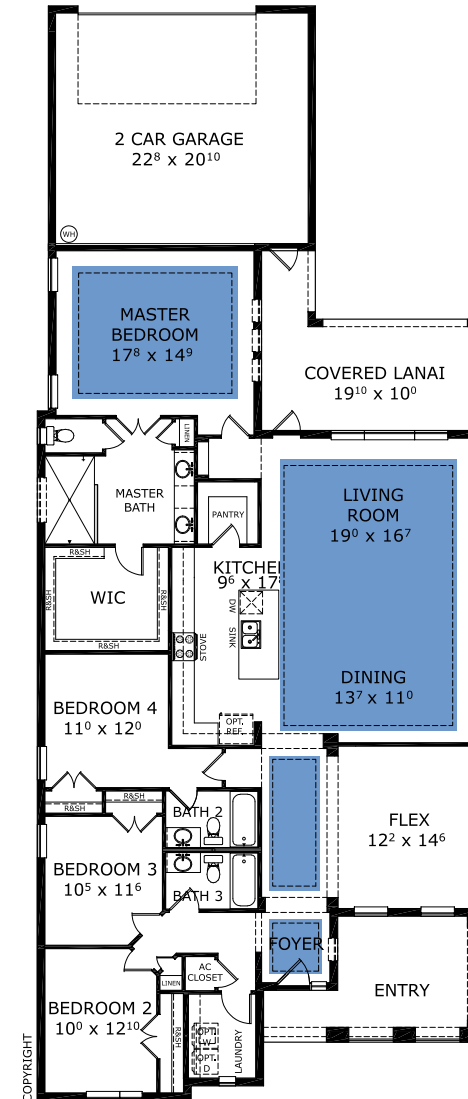 2 CAR GARAGE
22⁸ x 20¹⁰
WH
MASTER
BEDROOM
17⁸ x 14⁹
COVERED LANAI
19¹⁰ x 10⁰
LINEN
MASTER
BATH
PANTRY
LIVING
ROOM
19⁰ x 16⁷
KITCHE
9⁶ x 17
R&SH
R&SH
R&SH
WIC
R&SH
DW
SINK
STOVE
DINING
13⁷ x 11⁰
OPT.
REF.
BEDROOM 4
11⁰ x 12⁰
R&SH
R&SH
BATH 2
FLEX
12² x 14⁶
BEDROOM 3
10⁵ x 11⁶
BATH 3
FOYER
AC
CLOSET
LINEN
ENTRY
BEDROOM 2
10⁰ x 12¹⁰
R&SH
OPT.
W
OPT.
D
LAUNDRY
COPYRIGHT